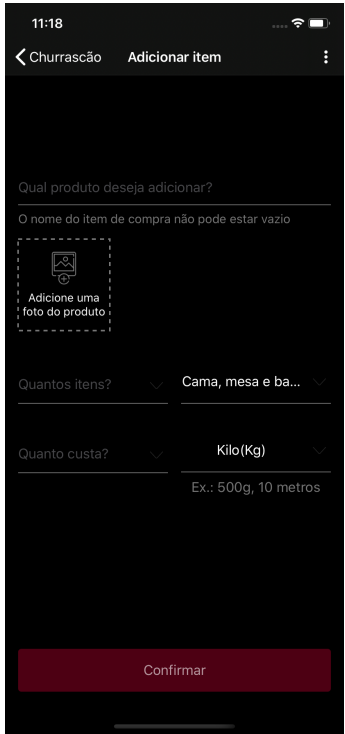 11:18
Churrascão Adicionar item
Qual produto deseja adicionar?
O nome do item de compra não pode estar vazio
Adicione uma
foto do produto
Quantos itens? Cama, mesa e ba...
Quanto custa? Kilo(Kg)
Ex.: 500g, 10 metros
Confirmar